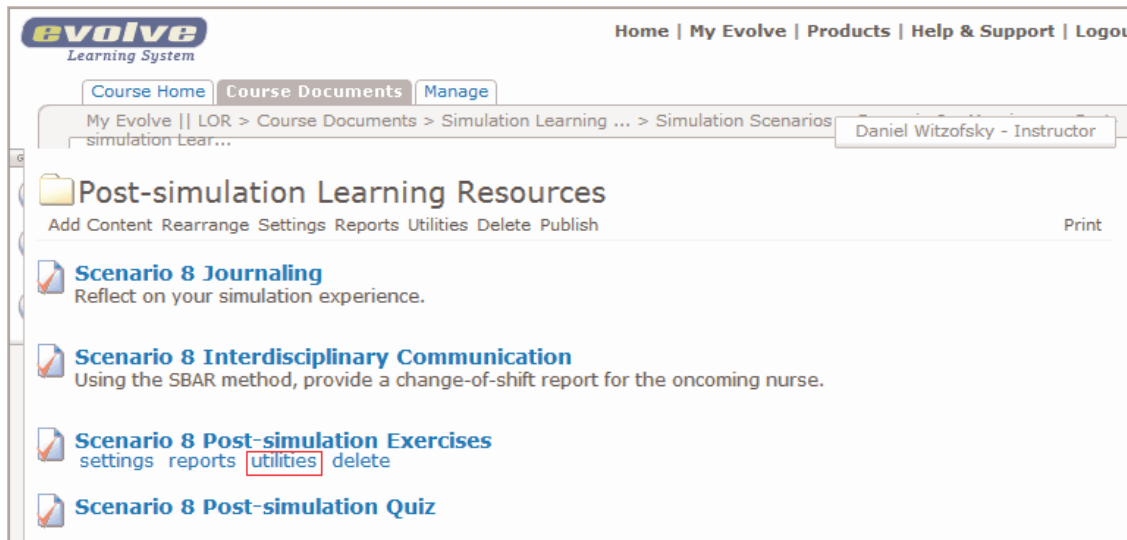 evolve
Learning System
Home | My Evolve | Products | Help & Support | Logou
Course Home Course Documents Manage
My Evolve || LOR > Course Documents > Simulation Learning ... > Simulation Scenarios
simulation Lear...
Daniel Witzofsky - Instructor
G
Post-simulation Learning Resources
Add Content Rearrange Settings Reports Utilities Delete Publish Print
Scenario 8 Journaling
Reflect on your simulation experience.
Scenario 8 Interdisciplinary Communication
Using the SBAR method, provide a change-of-shift report for the oncoming nurse.
Scenario 8 Post-simulation Exercises
settings reports utilities delete
Scenario 8 Post-simulation Quiz